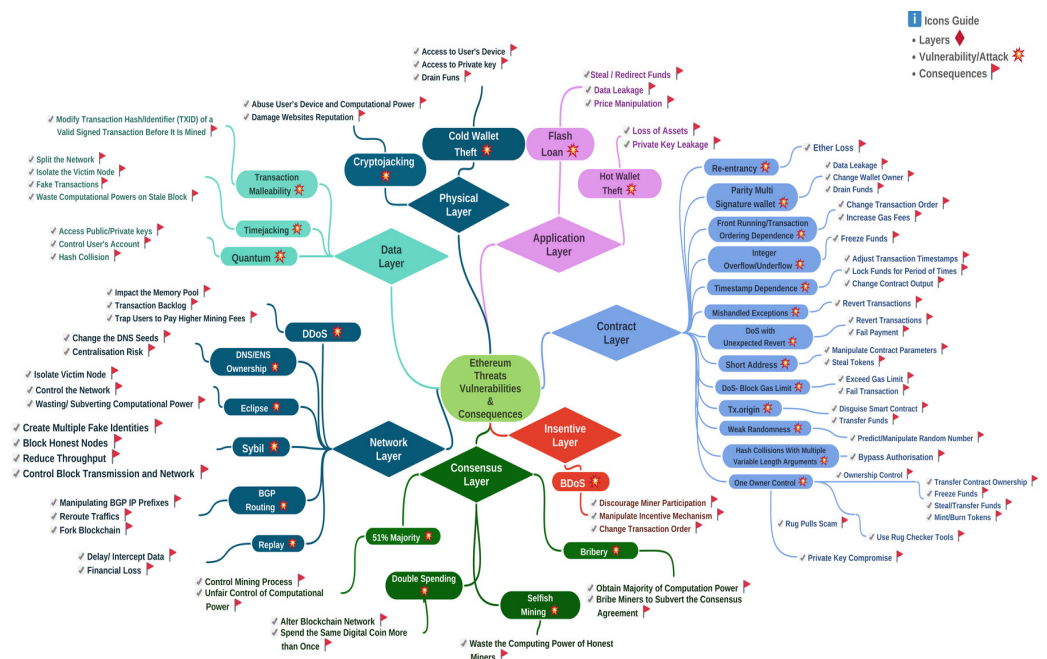 Icons Guide
• Layers
• Vulnerability/Attack
• Consequences
Access to User's Device
Access to Private key
Drain Funs
Abuse User's Device and Computational Power
Damage Websites Reputation
Cold Wallet
Theft
Cryptojacking
Physical
Layer
Steal / Redirect Funds
Data Leakage
Price Manipulation
Flash
Loan
Loss of Assets
Private Key Leakage
Hot Wallet
Theft
Application
Layer
Modify Transaction Hash/Identifier (TXID) of a
Valid Signed Transaction Before It Is Mined
Transaction
Malleability
Split the Network
Isolate the Victim Node
Fake Transactions
Waste Computational Powers on Stale Block
Timejacking
Access Public/Private keys
Control User's Account
Hash Collision
Quantum
Data
Layer
Ethereum
Threats
Vulnerabilities
&
Consequences
Impact the Memory Pool
Transaction Backlog
Trap Users to Pay Higher Mining Fees
DDoS
Change the DNS Seeds
Centralisation Risk
DNS/ENS
Ownership
Isolate Victim Node
Control the Network
Wasting/ Subverting Computational Power
Eclipse
Create Multiple Fake Identities
Block Honest Nodes
Reduce Throughput
Control Block Transmission and Network
Sybil
Manipulating BGP IP Prefixes
Reroute Traffics
Fork Blockchain
BGP
Routing
Delay/ Intercept Data
Financial Loss
Replay
Network
Layer
Contract
Layer
Re-entrancy
Ether Loss
Parity Multi
Signature wallet
Data Leakage
Change Wallet Owner
Drain Funds
Front Running/Transaction
Ordering Dependence
Change Transaction Order
Increase Gas Fees
Integer
Overflow/Underflow
Freeze Funds
Timestamp Dependence
Adjust Transaction Timestamps
Lock Funds for Period of Times
Change Contract Output
Mishandled Exceptions
Revert Transactions
DoS with
Unexpected Revert
Revert Transactions
Fail Payment
Short Address
Manipulate Contract Parameters
Steal Tokens
DoS- Block Gas Limit
Exceed Gas Limit
Fail Transaction
Tx.origin
Disguise Smart Contract
Transfer Funds
Weak Randomness
Predict/Manipulate Random Number
Hash Collisions With Multiple
Variable Length Arguments
Bypass Authorisation
One Owner Control
Ownership Control
Transfer Contract Ownership
Freeze Funds
Steal/Transfer Funds
Mint/Burn Tokens
Rug Pulls Scam
Use Rug Checker Tools
Private Key Compromise
Insentive
Layer
BDoS
Discourage Miner Participation
Manipulate Incentive Mechanism
Change Transaction Order
Consensus
Layer
51% Majority
Control Mining Process
Unfair Control of Computational
Power
Double Spending
Alter Blockchain Network
Spend the Same Digital Coin More
than Once
Selfish
Mining
Waste the Computing Power of Honest
Miners
Bribery
Obtain Majority of Computation Power
Bribe Miners to Subvert the Consensus
Agreement